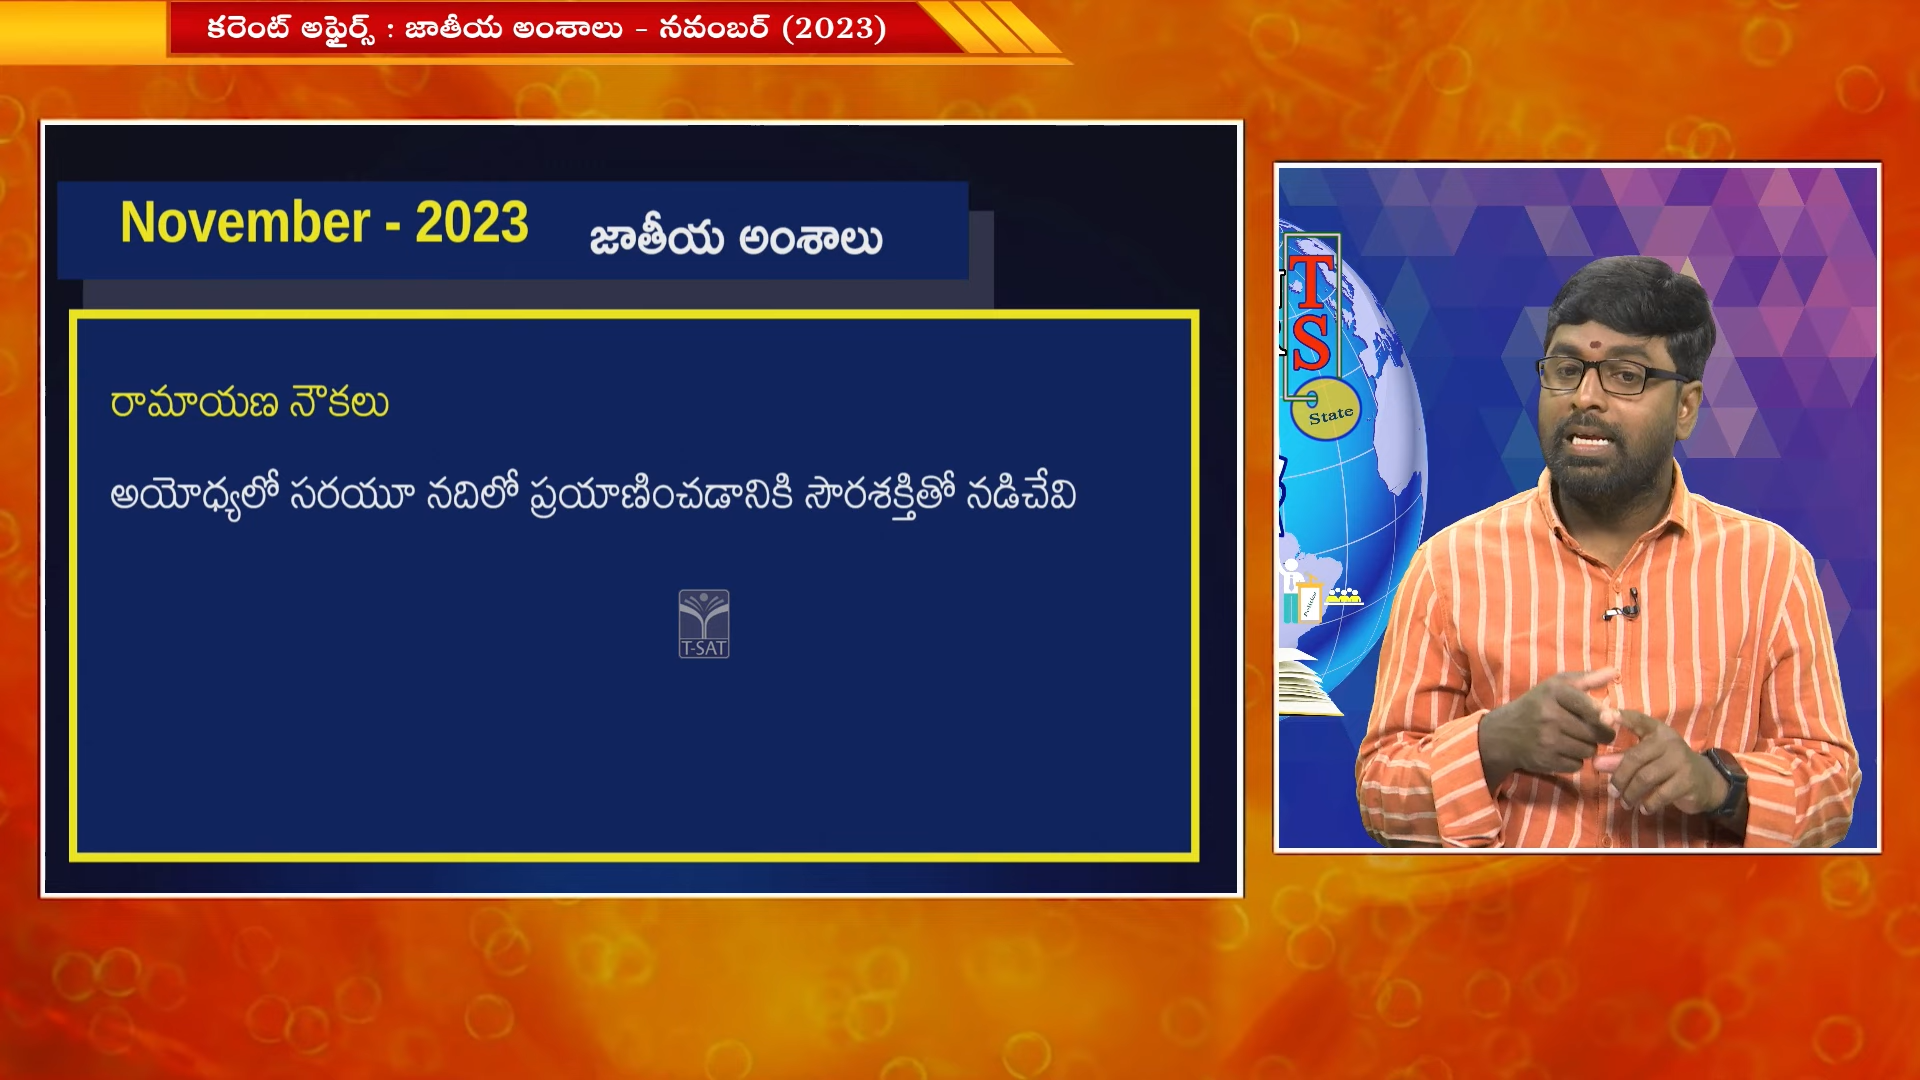 కరెంట్ అఫైర్స్ : జాతీయ అంశాలు - నవంబర్ (2023)
November - 2023 జాతీయ అంశాలు
రామాయణ నౌకలు
అయోధ్యలో సరయూ నదిలో ప్రయాణించడానికి సౌరశక్తితో నడిచేవి
T-SAT
T
S
State